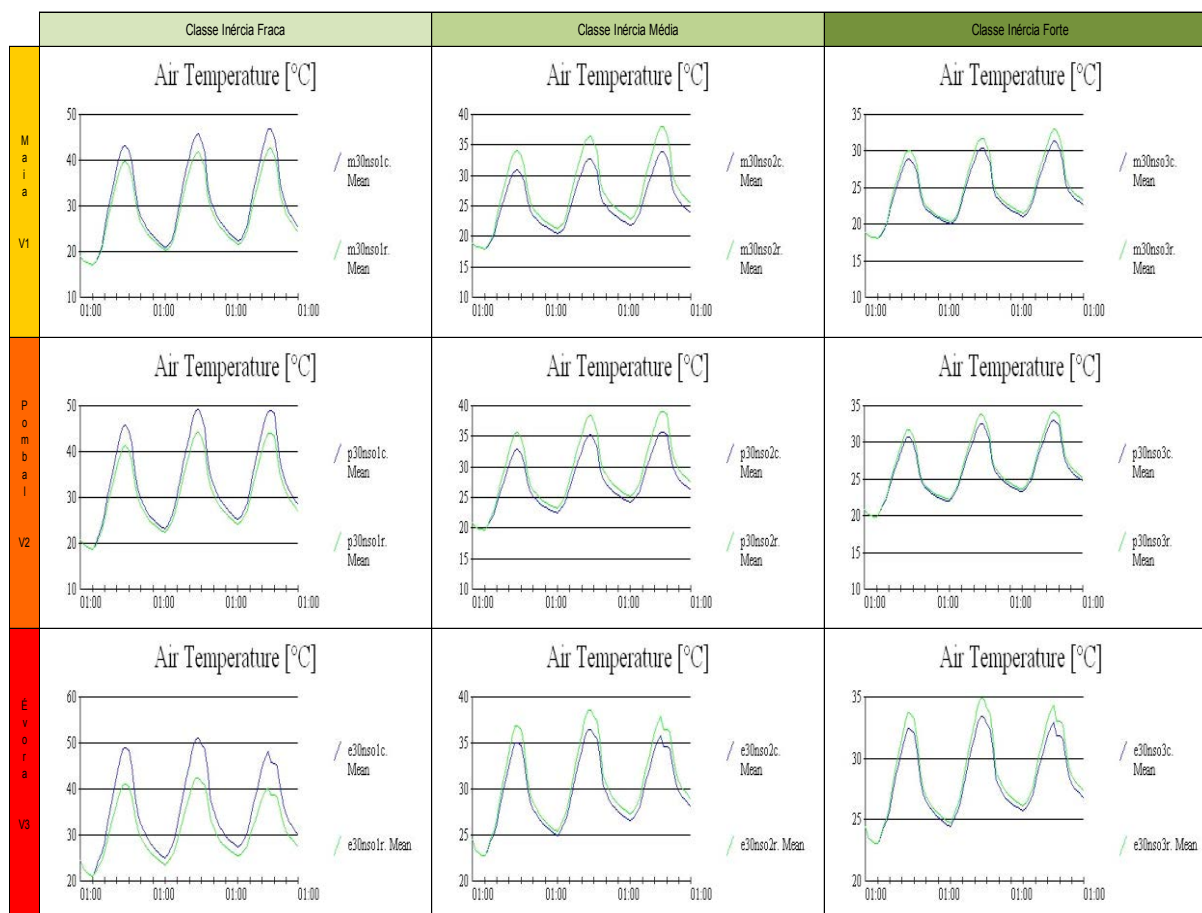 Classe Inércia Fraca
Classe Inércia Média
Classe Inércia Forte
Maia
V1
Air Temperature [°C]
50
40
30
20
10
01:00 01:00 01:00 01:00
m30nso1c.
Mean
m30nso1r.
Mean
Air Temperature [°C]
40
35
30
25
20
15
10
01:00 01:00 01:00 01:00
m30nso2c.
Mean
m30nso2r.
Mean
Air Temperature [°C]
35
30
25
20
15
10
01:00 01:00 01:00 01:00
m30nso3c.
Mean
m30nso3r.
Mean
Pombal
V2
Air Temperature [°C]
50
40
30
20
10
01:00 01:00 01:00 01:00
p30nso1c.
Mean
p30nso1r.
Mean
Air Temperature [°C]
40
35
30
25
20
15
10
01:00 01:00 01:00 01:00
p30nso2c.
Mean
p30nso2r.
Mean
Air Temperature [°C]
35
30
25
20
15
10
01:00 01:00 01:00 01:00
p30nso3c.
Mean
p30nso3r.
Mean
Évora
V3
Air Temperature [°C]
60
50
40
30
20
01:00 01:00 01:00 01:00
e30nso1c.
Mean
e30nso1r. Mean
Air Temperature [°C]
40
35
30
25
20
01:00 01:00 01:00 01:00
e30nso2c.
Mean
e30nso2r. Mean
Air Temperature [°C]
35
30
25
20
01:00 01:00 01:00 01:00
e30nso3c.
Mean
e30nso3r. Mean